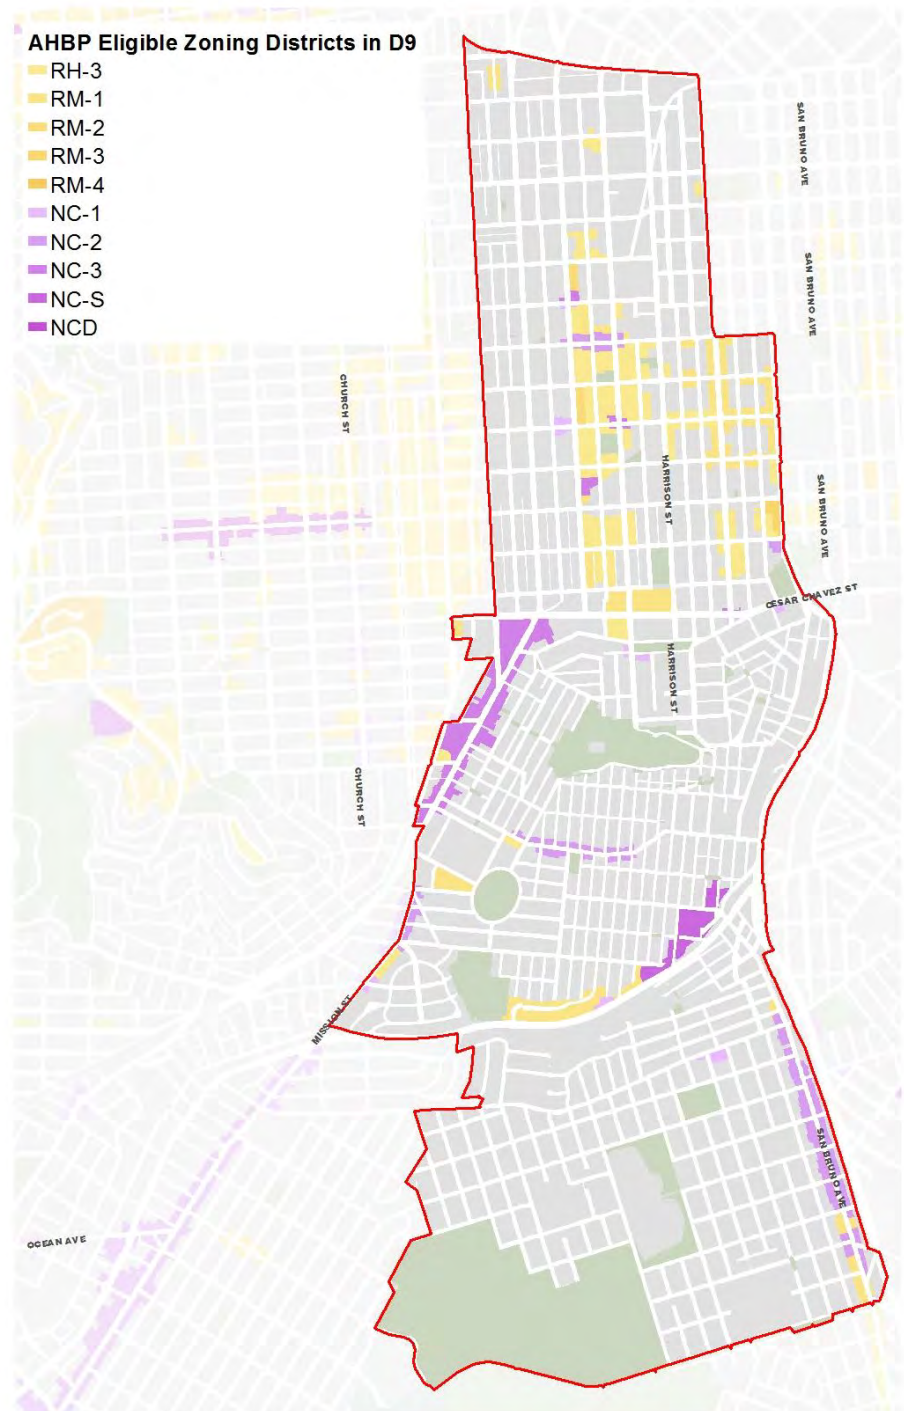 AHBP Eligible Zoning Districts in D9
RH-3
RM-1
RM-2
RM-3
RM-4
NC-1
NC-2
NC-3
NC-S
NCD
SAN BRUNO AVE
SAN BRUNO AVE
CHURCH ST
HARRISON ST
SAN BRUNO AVE
CESAR CHAVEZ ST
HARRISON ST
CHURCH ST
MISSION ST
SAN BRUNO AVE
OCEAN AVE